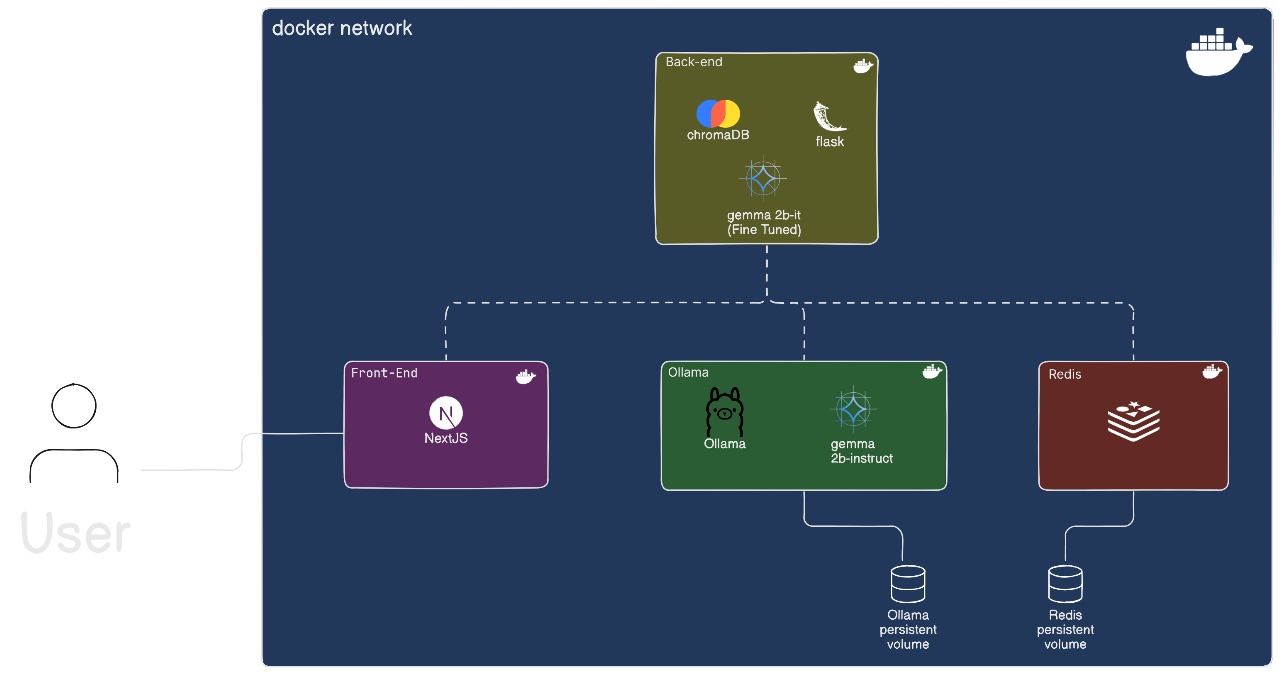 docker network
Back-end
chromaDB
flask
gemma 2b-it
(Fine Tuned)
Front-End
N
NextJS
Ollama
Ollama
gemma
2b-instruct
Redis
User
Ollama
persistent
volume
Redis
persistent
volume